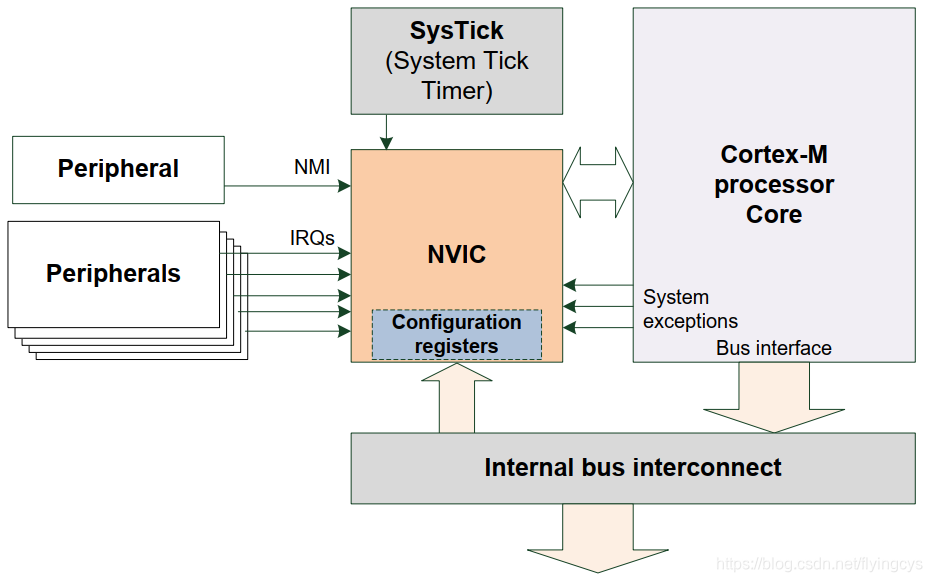 SysTick
(System Tick
Timer)
Peripheral
NMI
Cortex-M
processor
Core
IRQs
NVIC
Peripherals
System
exceptions
Configuration
registers
Bus interface
Internal bus interconnect
https://blog.csdn.net/flyingcys